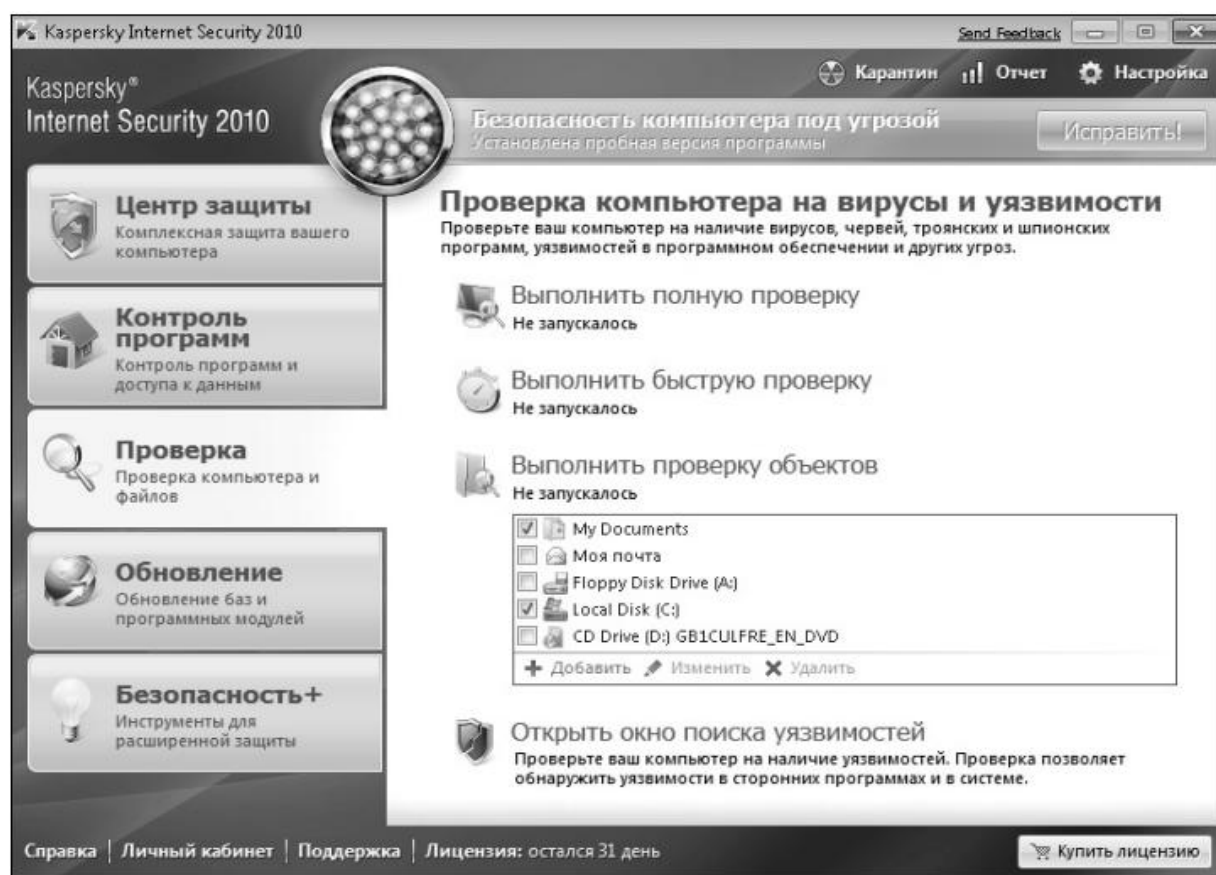 Kaspersky Internet Security 2010
Send Feedback
Kaspersky®
Internet Security 2010
Карантин
Отчет
Настройка
Безопасность компьютера под угрозой
Установлена пробная версия программы
Исправить!
Центр защиты
Комплексная защита вашего
компьютера
Контроль
программ
Контроль программ и
доступа к данным
Проверка
Проверка компьютера и
файлов
Обновление
Обновление баз и
программных модулей
Безопасность+
Инструменты для
расширенной защиты
Проверка компьютера на вирусы и уязвимости
Проверьте ваш компьютер на наличие вирусов, червей, троянских и шпионских
программ, уязвимостей в программном обеспечении и других угроз.
Выполнить полную проверку
Не запускалось
Выполнить быструю проверку
Не запускалось
Выполнить проверку объектов
Не запускалось
My Documents
Моя почта
Floppy Disk Drive (A:)
Local Disk (C:)
CD Drive (D:) GB1CULFRE_EN_DVD
Добавить Изменить Удалить
Открыть окно поиска уязвимостей
Проверьте ваш компьютер на наличие уязвимостей. Проверка позволяет
обнаружить уязвимости в сторонних программах и в системе.
Справка | Личный кабинет | Поддержка | Лицензия: остался 31 день
Купить лицензию